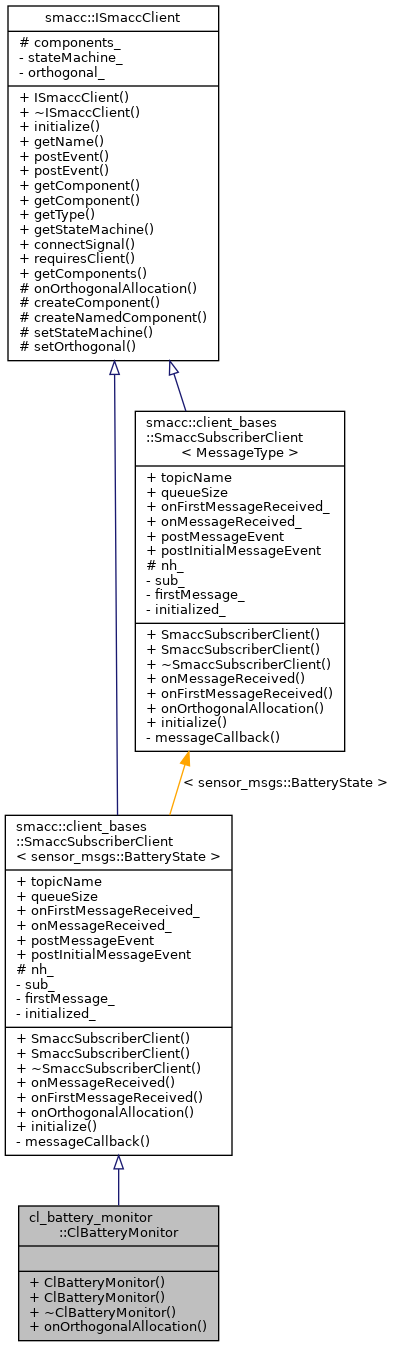 smacc::ISmaccClient
# components_
- stateMachine_
- orthogonal_
+ ISmaccClient()
+ ~ISmaccClient()
+ initialize()
+ getName()
+ postEvent()
+ postEvent()
+ getComponent()
+ getComponent()
+ getType()
+ getStateMachine()
+ connectSignal()
+ requiresClient()
+ getComponents()
# onOrthogonalAllocation()
# createComponent()
# createNamedComponent()
# setStateMachine()
# setOrthogonal()
smacc::client_bases
::SmaccSubscriberClient
< MessageType >
+ topicName
+ queueSize
+ onFirstMessageReceived_
+ onMessageReceived_
+ postMessageEvent
+ postInitialMessageEvent
# nh_
- sub_
- firstMessage_
- initialized_
+ SmaccSubscriberClient()
+ SmaccSubscriberClient()
+ ~SmaccSubscriberClient()
+ onMessageReceived()
+ onFirstMessageReceived()
+ onOrthogonalAllocation()
+ initialize()
- messageCallback()
< sensor_msgs::BatteryState >
smacc::client_bases
::SmaccSubscriberClient
< sensor_msgs::BatteryState >
+ topicName
+ queueSize
+ onFirstMessageReceived_
+ onMessageReceived_
+ postMessageEvent
+ postInitialMessageEvent
# nh_
- sub_
- firstMessage_
- initialized_
+ SmaccSubscriberClient()
+ SmaccSubscriberClient()
+ ~SmaccSubscriberClient()
+ onMessageReceived()
+ onFirstMessageReceived()
+ onOrthogonalAllocation()
+ initialize()
- messageCallback()
cl_battery_monitor
::ClBatteryMonitor
+ ClBatteryMonitor()
+ ClBatteryMonitor()
+ ~ClBatteryMonitor()
+ onOrthogonalAllocation()